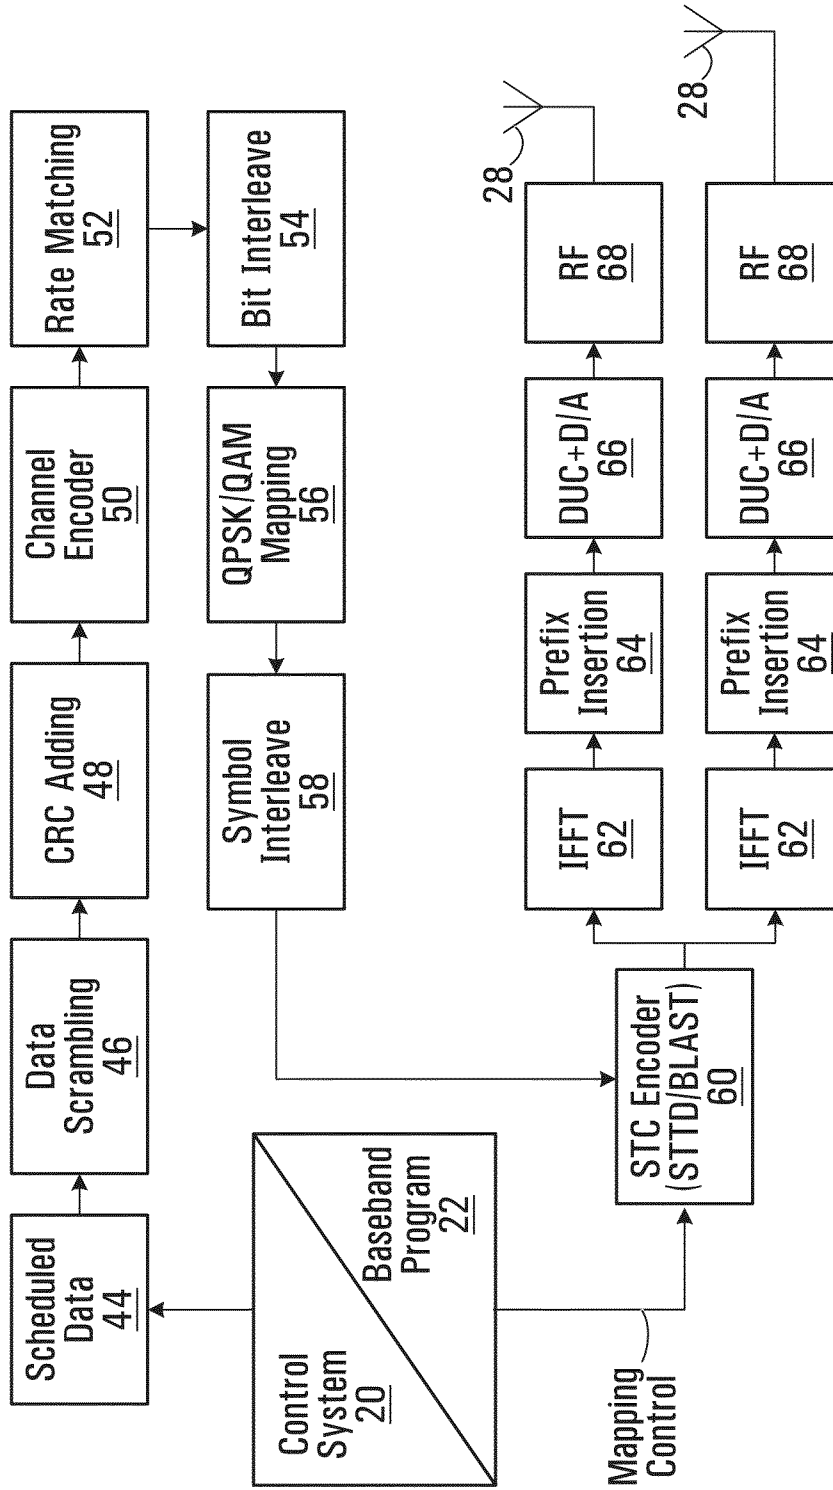 Scheduled
Data
44
Data
Scrambling
46
CRC Adding
48
Channel
Encoder
50
Rate Matching
52
Control
System
20
Baseband
Program
22
Symbol
Interleave
58
QPSK/QAM
Mapping
56
Bit Interleave
54
Mapping
Control
STC Encoder
(STTD/BLAST)
60
IFFT
62
Prefix
Insertion
64
DUC+D/A
66
RF
68
28
IFFT
62
Prefix
Insertion
64
DUC+D/A
66
RF
68
28